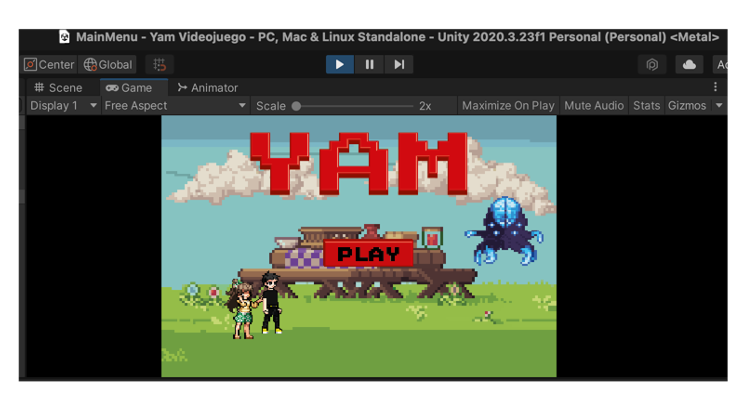 MainMenu - Yam Videojuego - PC, Mac & Linux Standalone - Unity 2020.3.23f1 Personal (Personal) <Metal>
Center Global
Scene Game Animator
Display 1 Free Aspect Scale 2x Maximize On Play Mute Audio Stats Gizmos
YAM
PLAY